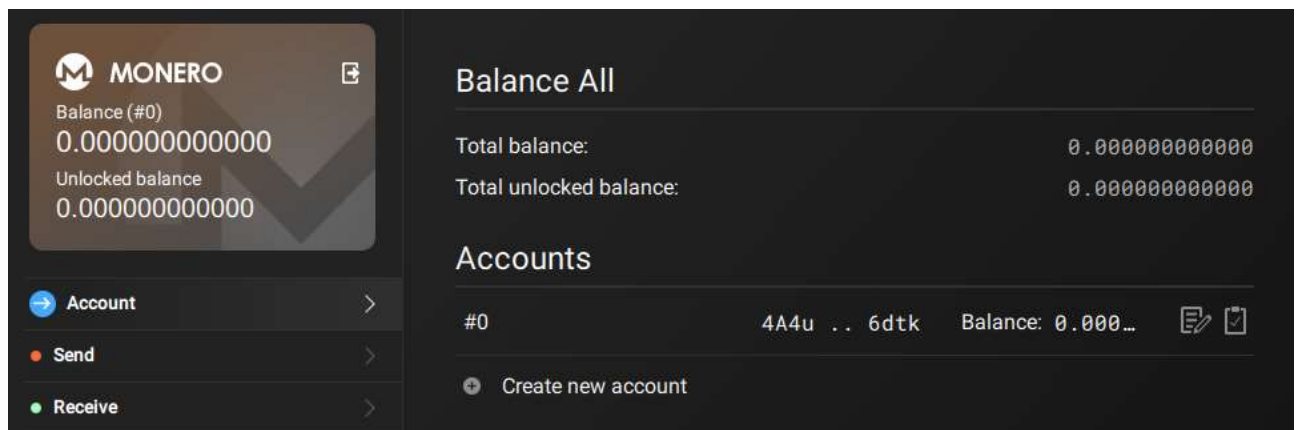 MONERO
Balance (#0)
0.000000000000
Unlocked balance
0.000000000000
Account
Send
Receive
Balance All
Total balance: 0.000000000000
Total unlocked balance: 0.000000000000
Accounts
#0 4A4u .. 6dtk Balance: 0.000…
Create new account